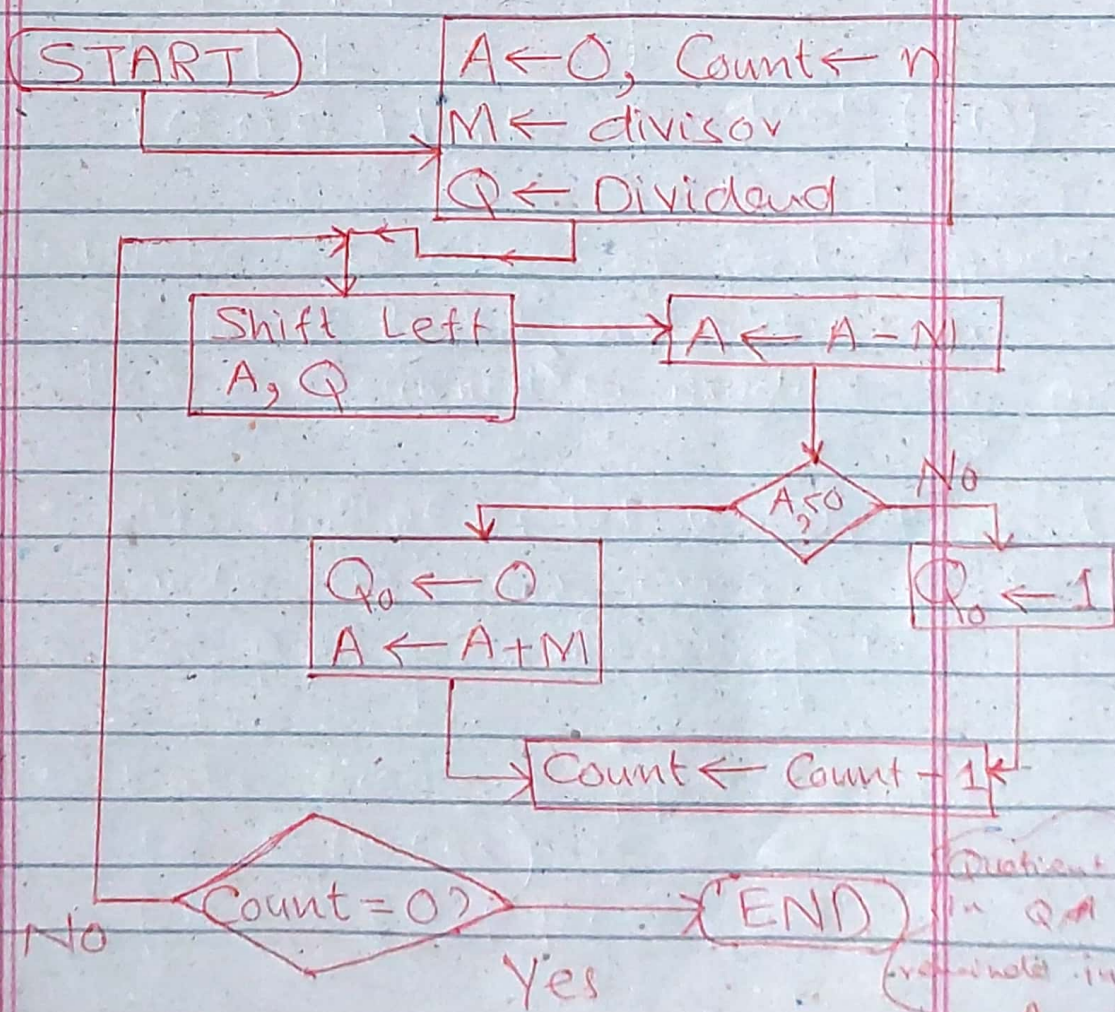 START
A ← 0, Count ← n
M ← divisor
Q ← Dividend
Shift Left
A, Q
A ← A - M
A<0
?
No
Q₀ ← 0
A ← A+M
Q₀ ← 1
Count ← Count - 1
Count = 0?
No
Yes
END
Quotient
in Q
remainder in